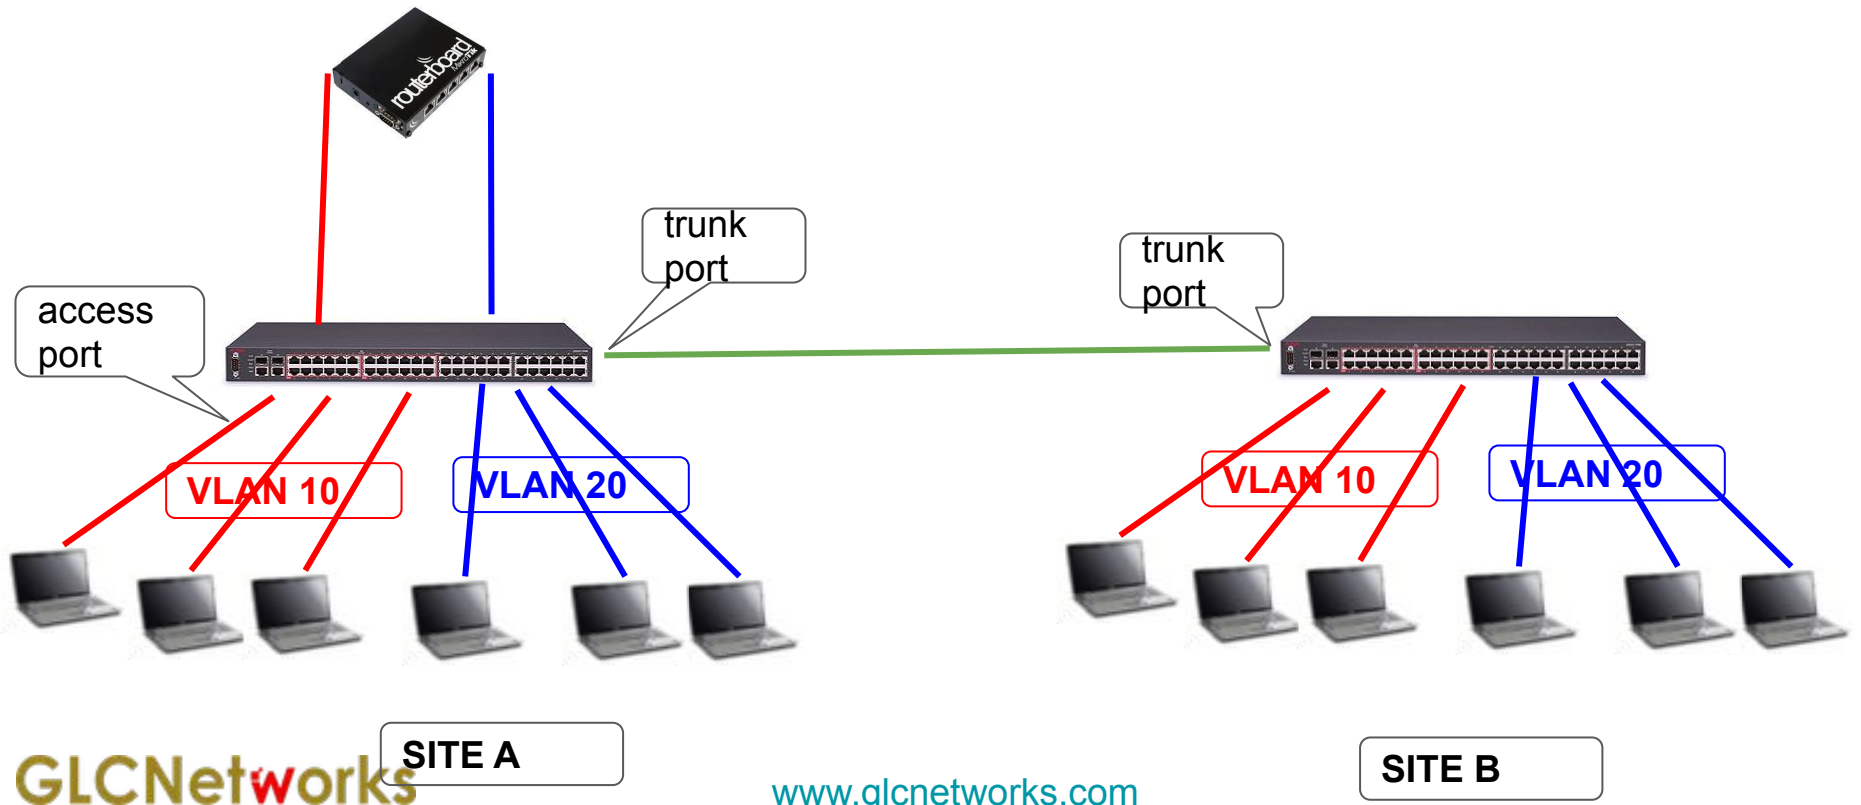 routerboard
Mikrotik
trunk
port
trunk
port
access
port
VLAN 10
VLAN 20
VLAN 10
VLAN 20
SITE A
SITE B
GLCNetworks
www.glcnetworks.com